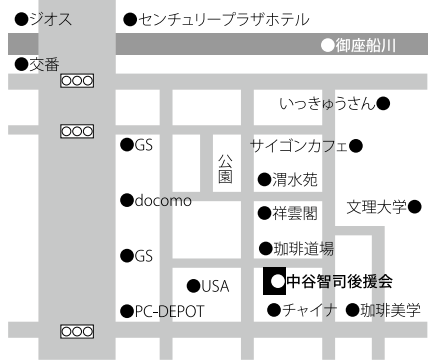 ジオス
センチュリープラザホテル
御座船川
交番
いっきゅうさん
GS
サイゴンカフェ
公園
渭水苑
docomo
祥雲閣
文理大学
珈琲道場
GS
中谷智司後援会
USA
PC-DEPOT
チャイナ
珈琲美学